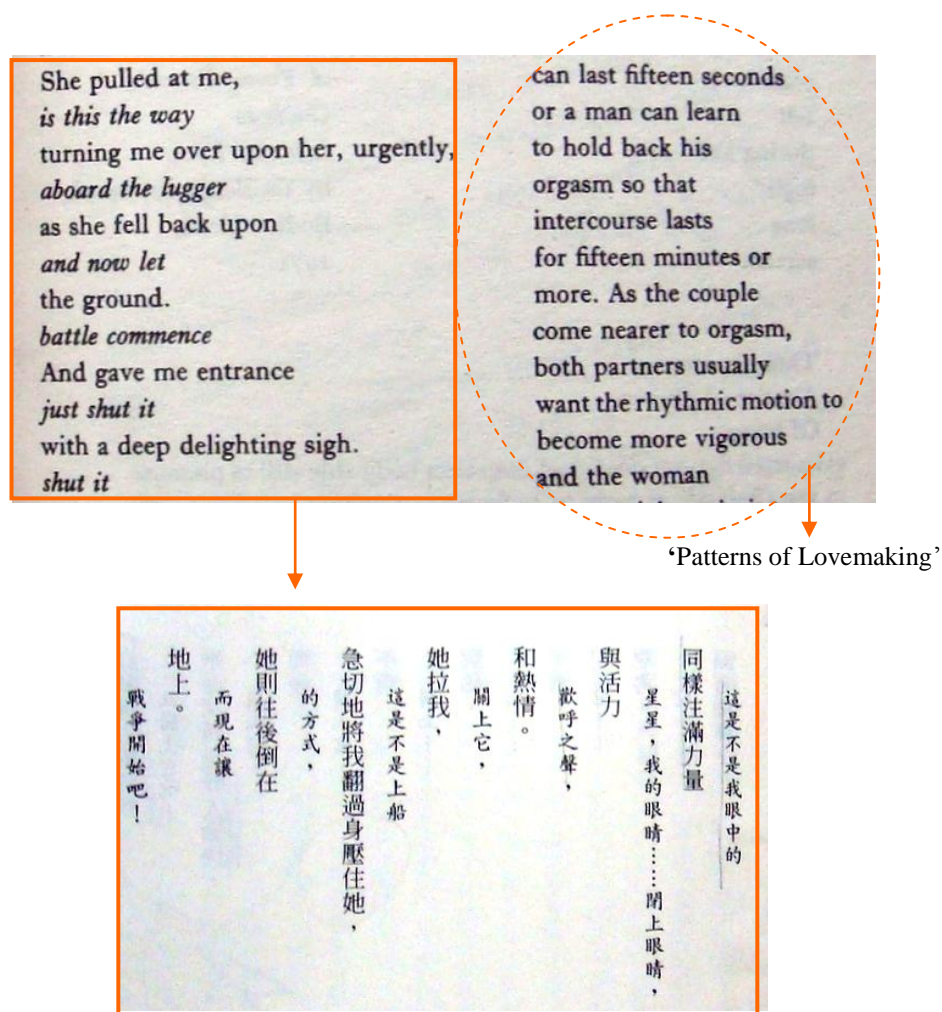 She pulled at me,
is this the way
turning me over upon her, urgently,
aboard the lugger
as she fell back upon
and now let
the ground.
battle commence
And gave me entrance
just shut it
with a deep delighting sigh.
shut it
can last fifteen seconds
or a man can learn
to hold back his
orgasm so that
intercourse lasts
for fifteen minutes or
more. As the couple
come nearer to orgasm,
both partners usually
want the rhythmic motion to
become more vigorous
and the woman
‘Patterns of Lovemaking’
這是不是我眼中的
同樣注滿力量
星星，我的眼睛……閉上眼睛，
與活力
歡呼之聲，
和熱情。
關上它，
她拉我，
這是不是上船
急切地將我翻過身壓住她，
的方式，
她則往後倒在
而現在讓
地上。
戰爭開始吧！